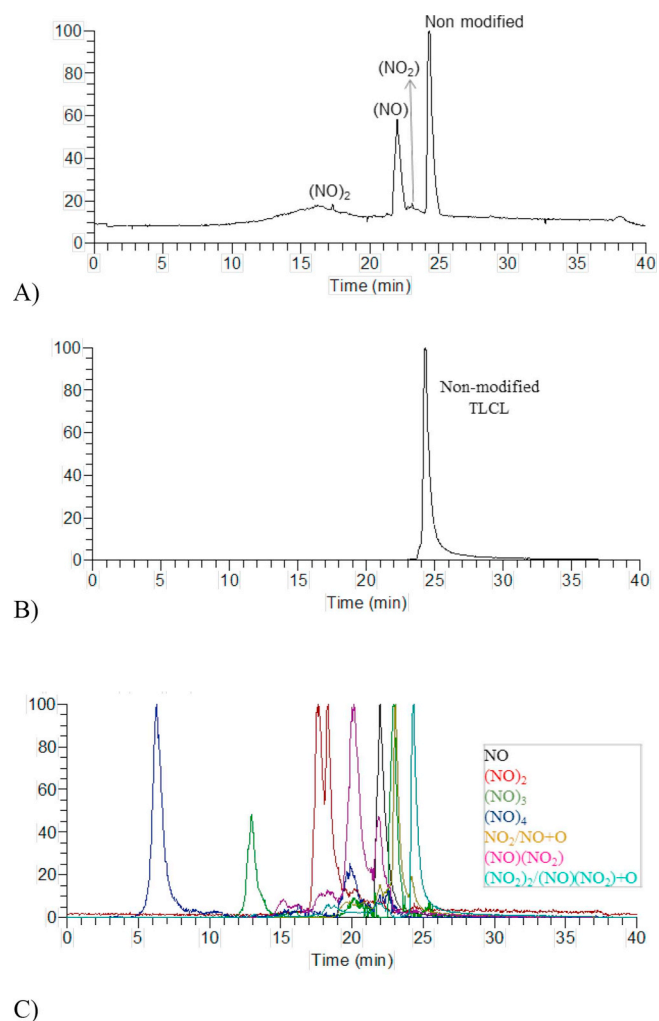 Non modified
100
(NO₂)
80
(NO)
60
40
(NO)₂
20
0
0 5 10 15 20 25 30 35 40
Time (min)
A)
100
Non-modified
TLCL
80
60
40
20
0
0 5 10 15 20 25 30 35 40
Time (min)
B)
100
80
60
40
20
0
NO
(NO)₂
(NO)₃
(NO)₄
NO₂/NO+O
(NO)(NO₂)
(NO₂)₂/(NO)(NO₂)+O
0 5 10 15 20 25 30 35 40
Time (min)
C)